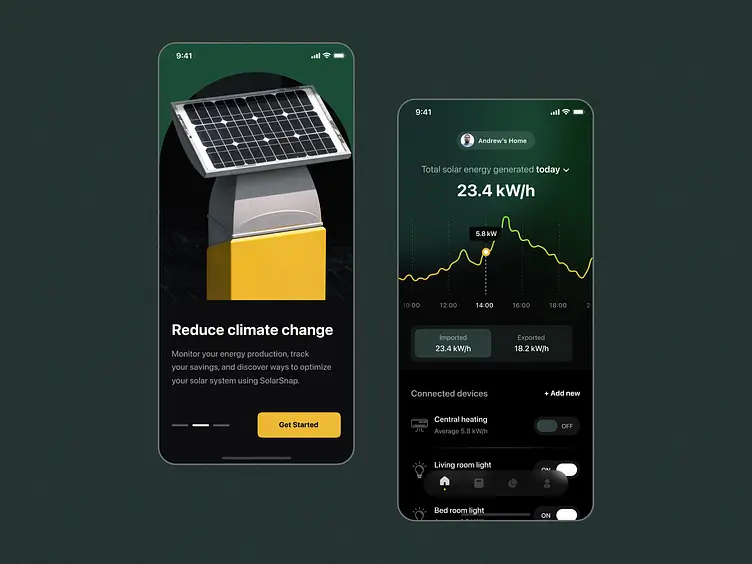 9:41
Reduce climate change
Monitor your energy production, track
your savings, and discover ways to optimize
your solar system using SolarSnap.
Get Started
9:41
Andrew's Home
Total solar energy generated today
23.4 kW/h
5.8 kW
10:00 12:00 14:00 16:00 18:00 2
Imported Exported
23.4 kW/h 18.2 kW/h
Connected devices + Add new
Central heating
Average 5.8 kW/h
OFF
Living room light
ON
Bed room light
ON